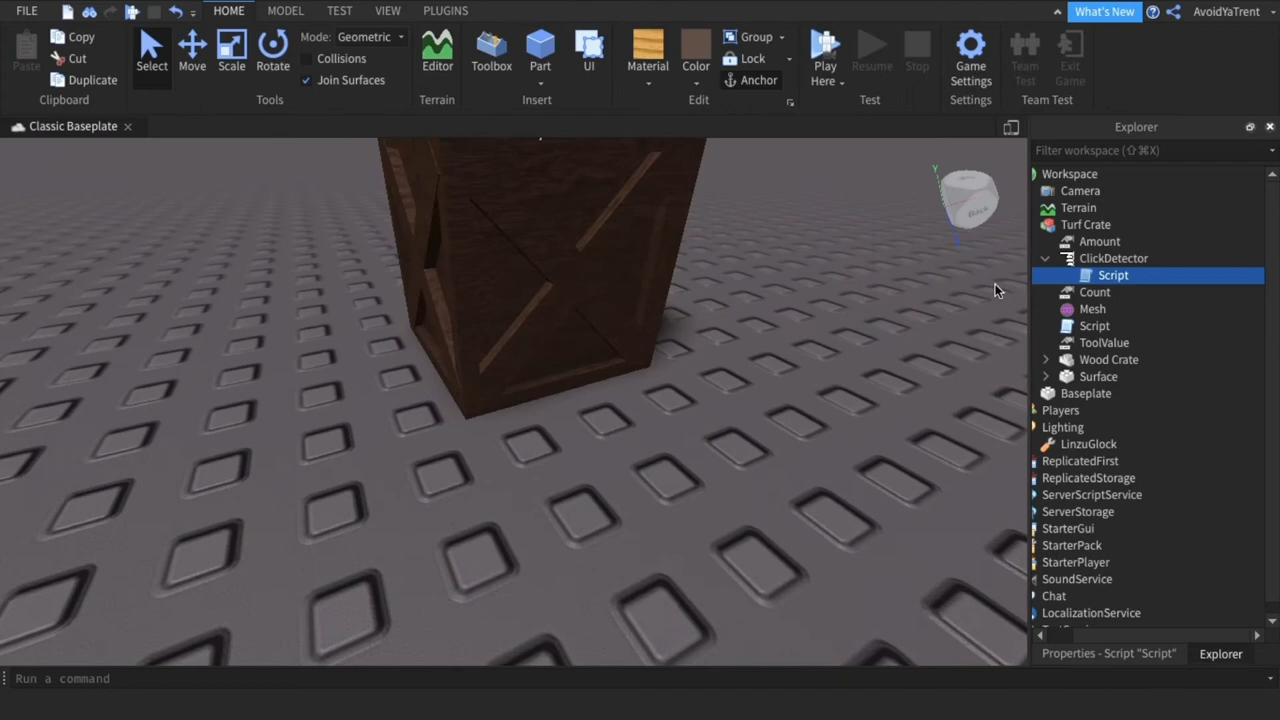 FILE HOME MODEL TEST VIEW PLUGINS What's New AvoidYaTrent
Paste Copy Cut Duplicate Clipboard
Select Move Scale Rotate Mode: Geometric Collisions Join Surfaces Tools
Editor Terrain
Toolbox Part UI Insert
Material Color Group Lock Anchor Edit
Play Here Resume Stop Test
Game Settings Settings
Team Test Exit Game Team Test
Classic Baseplate
Back
Y
Explorer
Filter workspace (⇧⌘X)
Workspace
Camera
Terrain
Turf Crate
Amount
ClickDetector
Script
Count
Mesh
Script
ToolValue
Wood Crate
Surface
Baseplate
Players
Lighting
LinzuGlock
ReplicatedFirst
ReplicatedStorage
ServerScriptService
ServerStorage
StarterGui
StarterPack
StarterPlayer
SoundService
Chat
LocalizationService
Properties - Script "Script" Explorer
Run a command